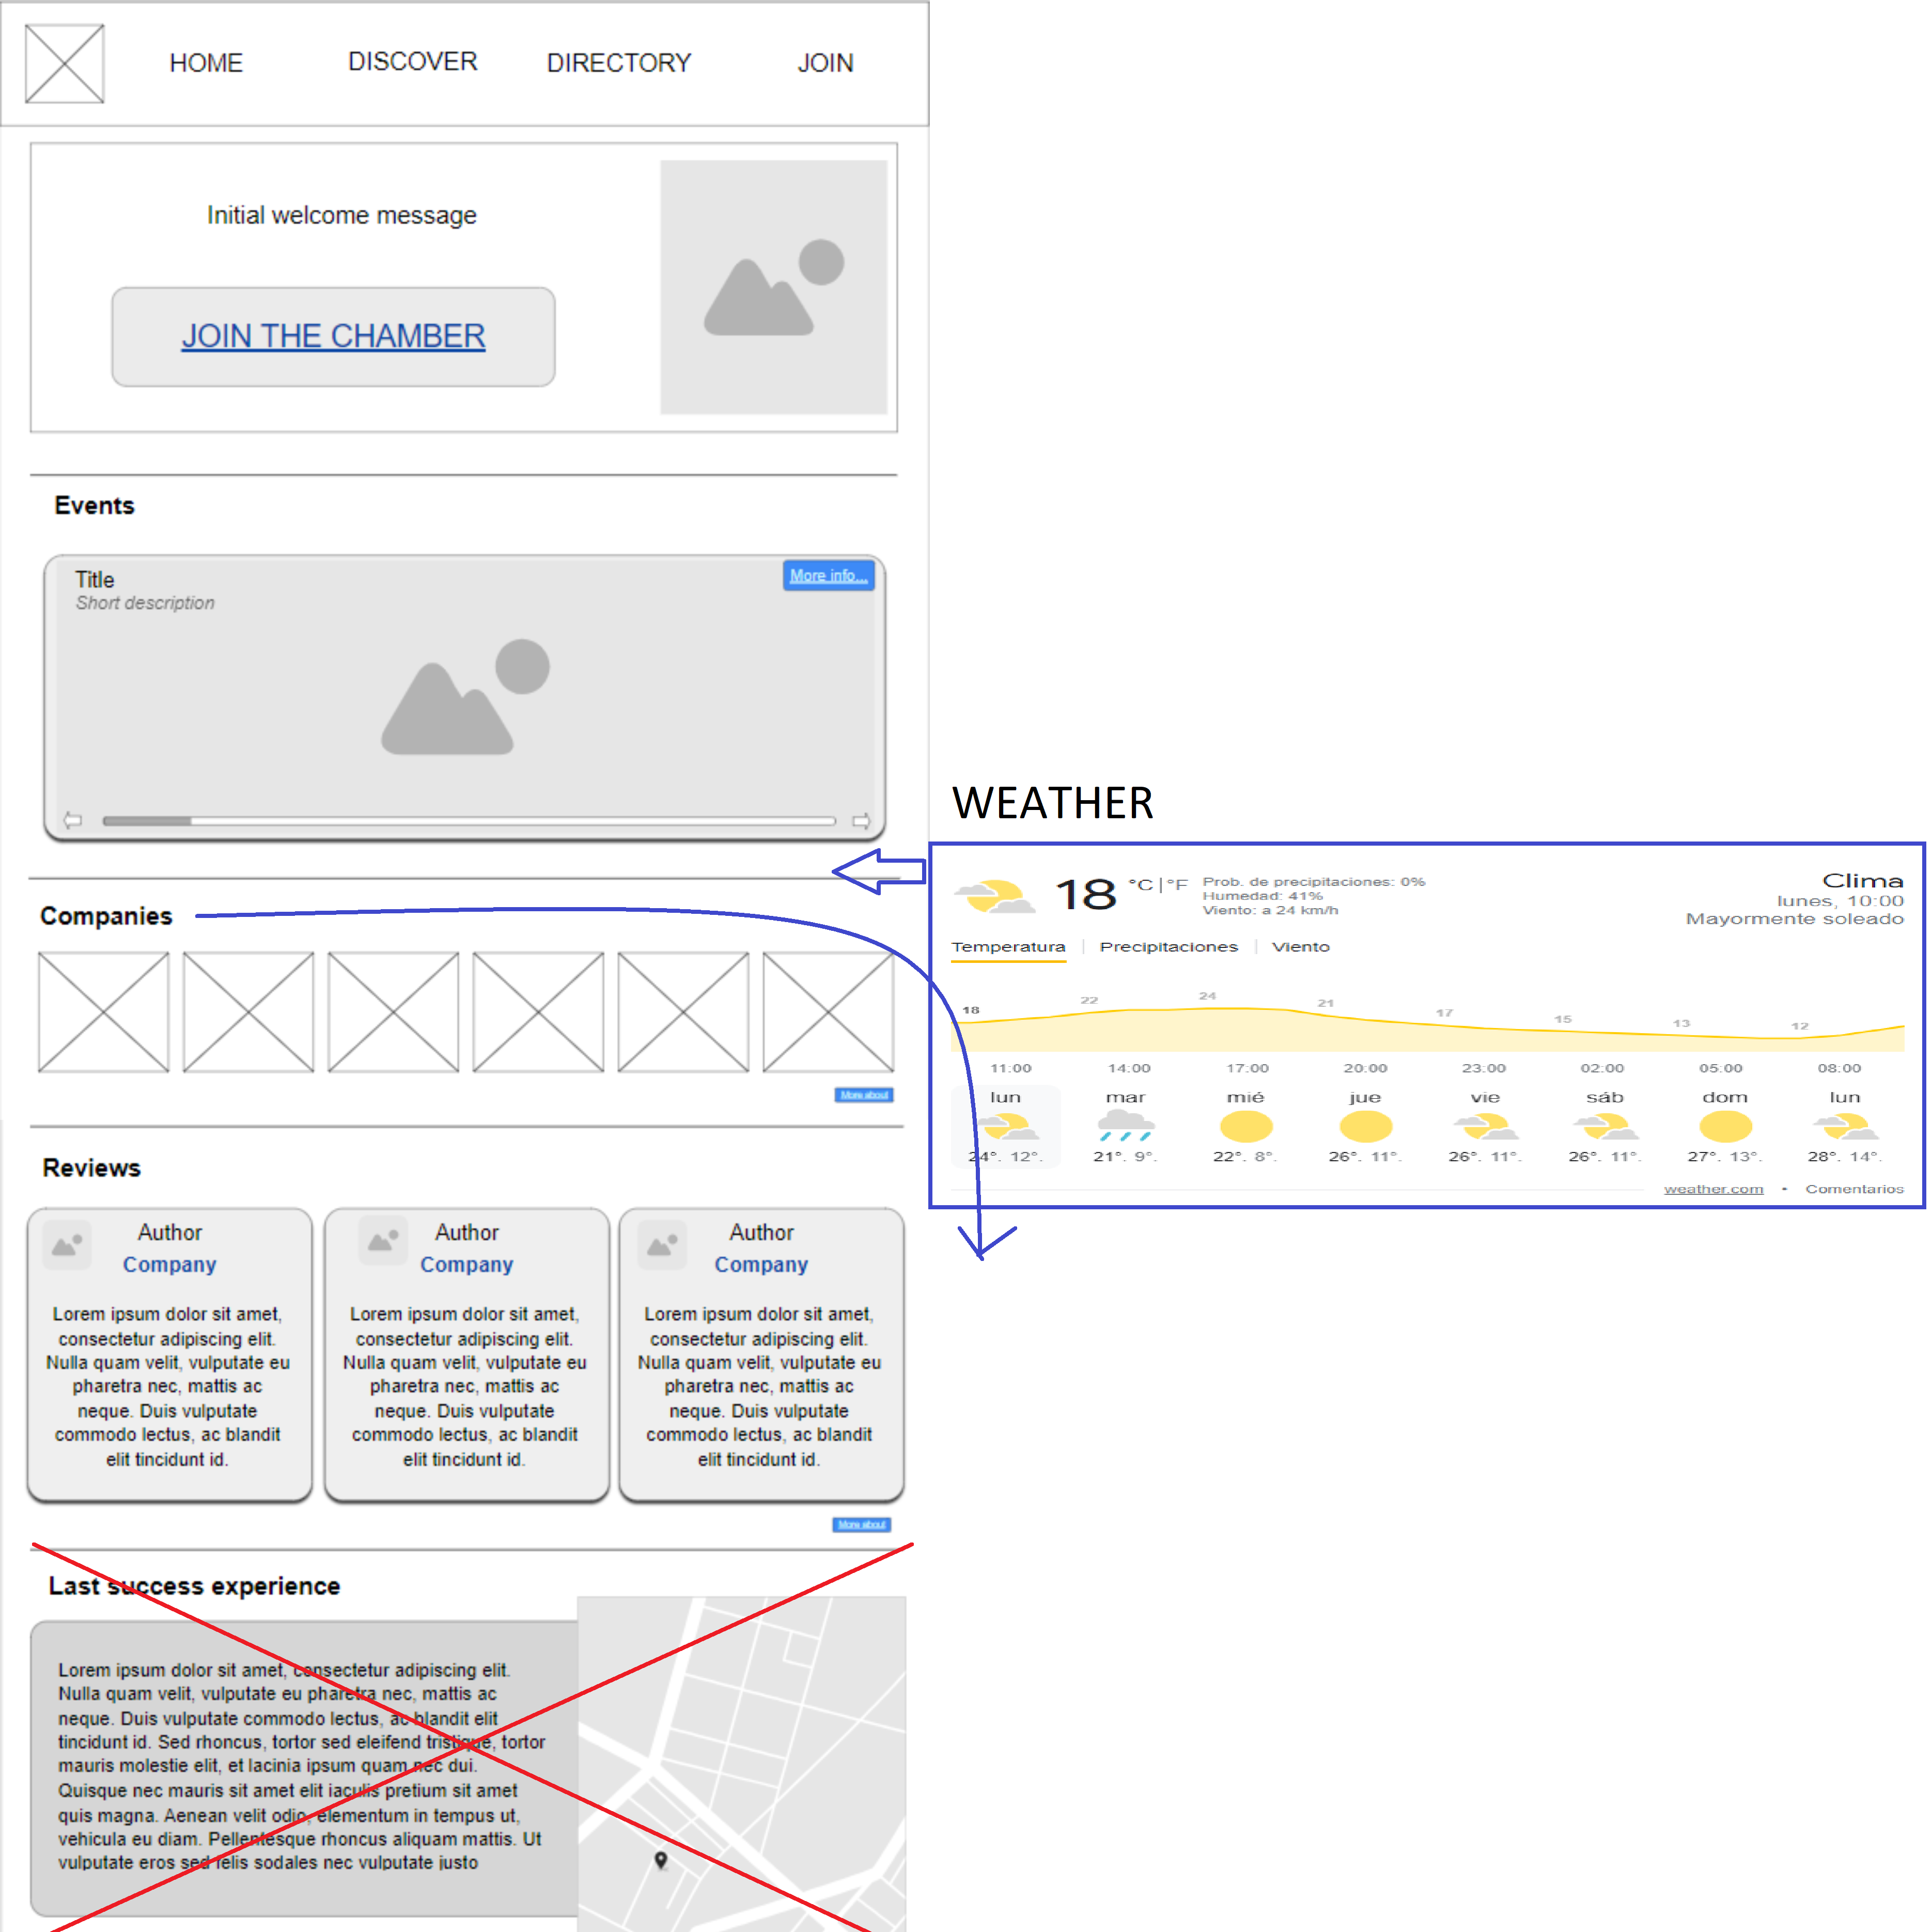 HOME DISCOVER DIRECTORY JOIN
Initial welcome message
JOIN THE CHAMBER
Events
Title
More info...
Short description
WEATHER
18 °C | °F
Prob. de precipitaciones: 0%
Humedad: 41%
Viento: a 24 km/h
Clima
lunes, 10:00
Mayormente soleado
Temperatura | Precipitaciones | Viento
18 22 24 21 17 15 13 12
11:00 14:00 17:00 20:00 23:00 02:00 05:00 08:00
lun mar mié jue vie sáb dom lun
24°. 12°. 21°. 9°. 22°. 8°. 26°. 11°. 26°. 11°. 26°. 11°. 27°. 13°. 28°. 14°.
weather.com • Comentarios
Companies
More about
Reviews
Author
Company
Lorem ipsum dolor sit amet,
consectetur adipiscing elit.
Nulla quam velit, vulputate eu
pharetra nec, mattis ac
neque. Duis vulputate
commodo lectus, ac blandit
elit tincidunt id.
Author
Company
Lorem ipsum dolor sit amet,
consectetur adipiscing elit.
Nulla quam velit, vulputate eu
pharetra nec, mattis ac
neque. Duis vulputate
commodo lectus, ac blandit
elit tincidunt id.
Author
Company
Lorem ipsum dolor sit amet,
consectetur adipiscing elit.
Nulla quam velit, vulputate eu
pharetra nec, mattis ac
neque. Duis vulputate
commodo lectus, ac blandit
elit tincidunt id.
More about
Last success experience
Lorem ipsum dolor sit amet, consectetur adipiscing elit.
Nulla quam velit, vulputate eu pharetra nec, mattis ac
neque. Duis vulputate commodo lectus, ac blandit elit
tincidunt id. Sed rhoncus, tortor sed eleifend tristique, tortor
mauris molestie elit, et lacinia ipsum quam nec dui.
Quisque nec mauris sit amet elit iaculis pretium sit amet
quis magna. Aenean velit odio, elementum in tempus ut,
vehicula eu diam. Pellentesque rhoncus aliquam mattis. Ut
vulputate eros sed felis sodales nec vulputate justo